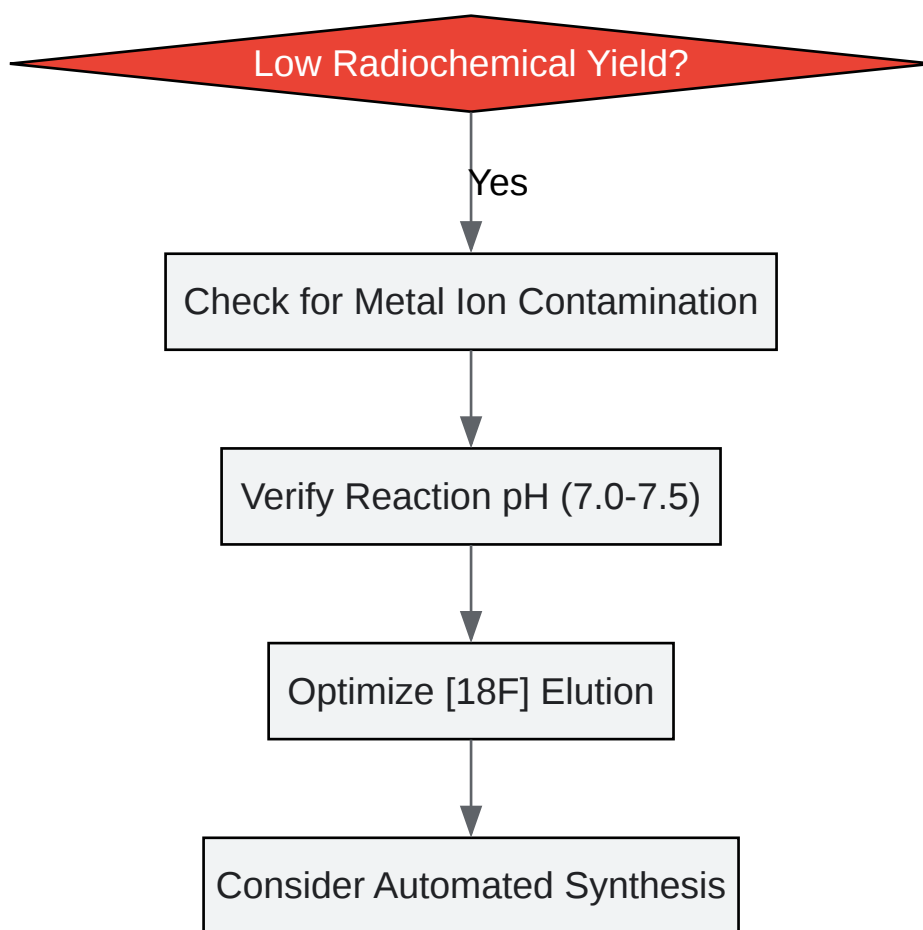 Low Radiochemical Yield?
Yes
Check for Metal Ion Contamination
Verify Reaction pH (7.0-7.5)
Optimize [18F] Elution
Consider Automated Synthesis